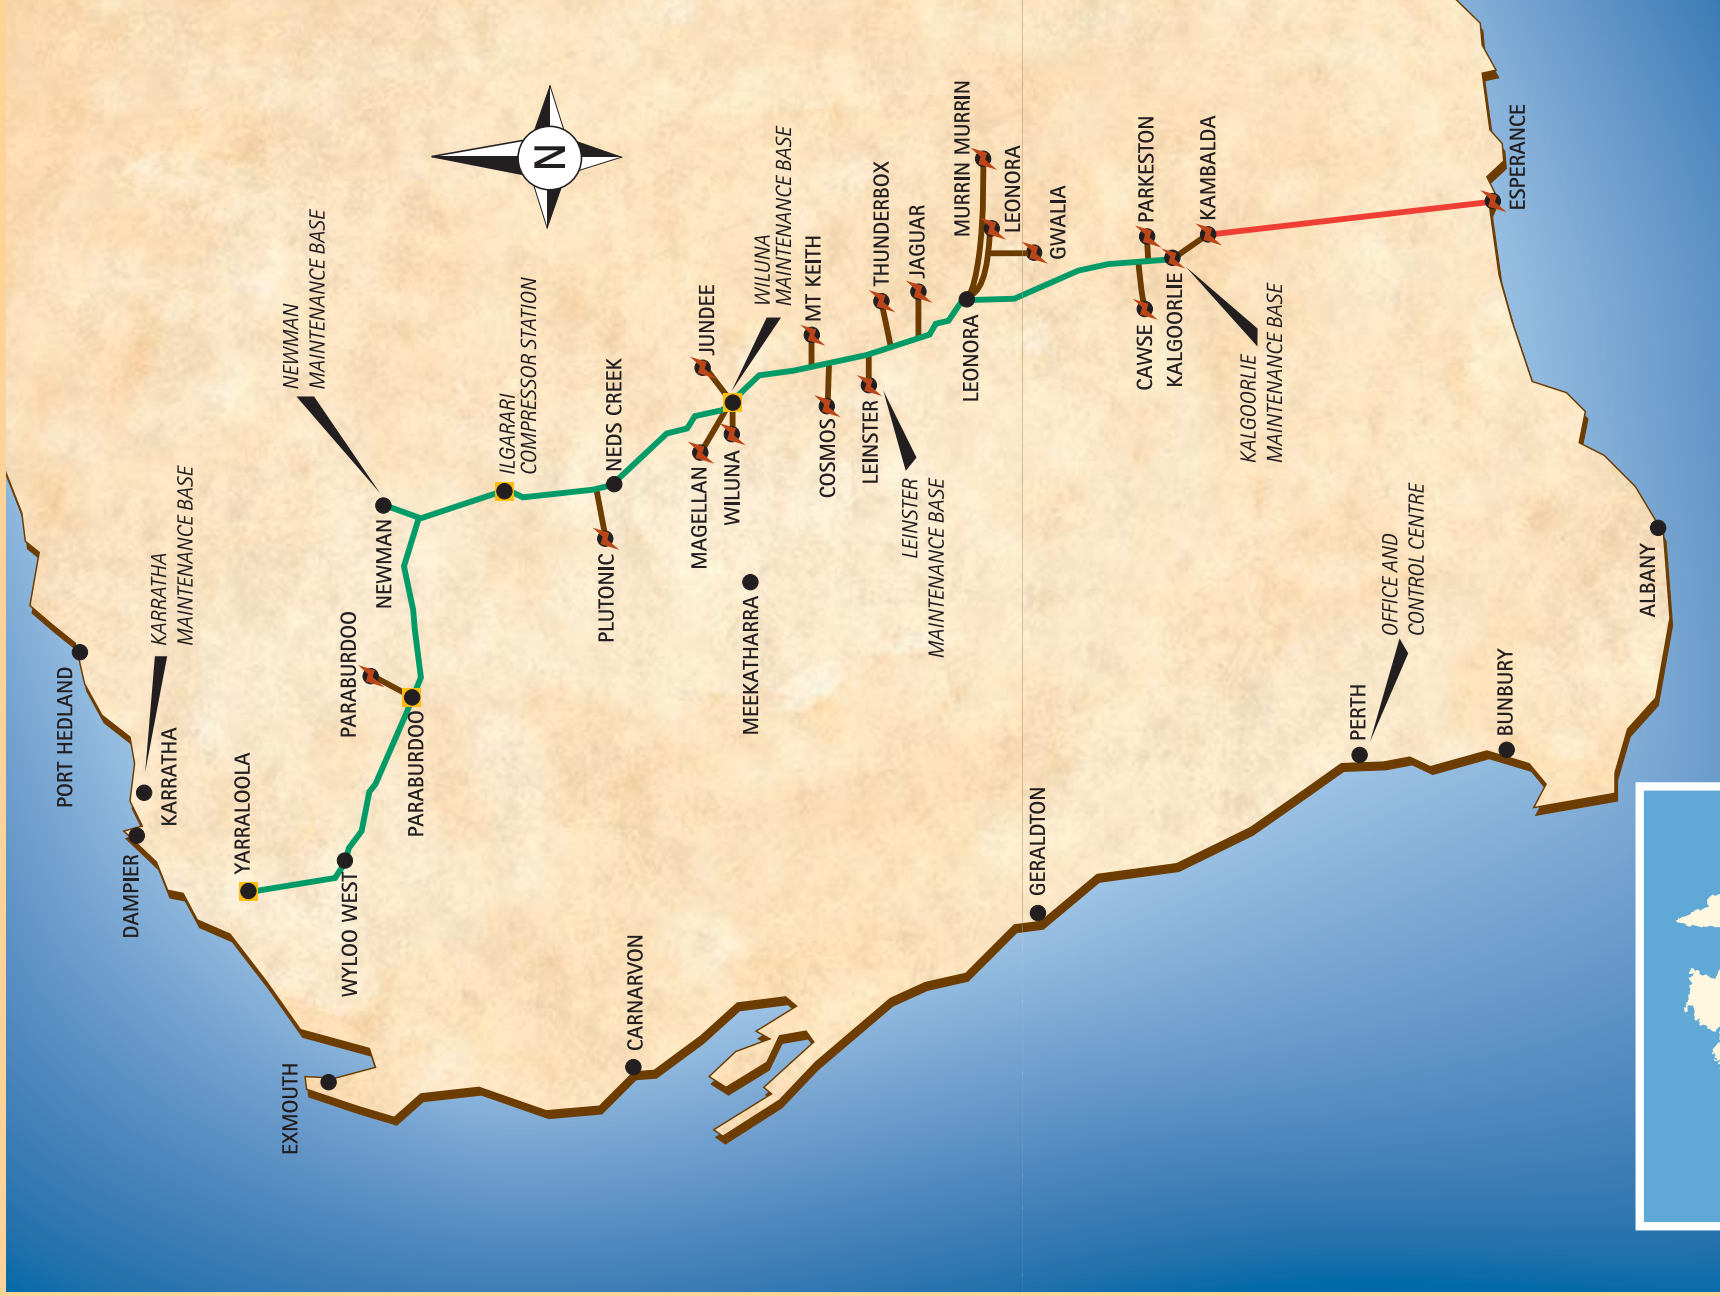 PORT HEDLAND
DAMPIER
KARRATHA
MAINTENANCE BASE
KARRATHA
YARRALOOLA
EXMOUTH
NEWMAN
MAINTENANCE BASE
PARABURDOO
WYLOO WEST
NEWMAN
PARABURDOO
N
ILGARARI
COMPRESSOR STATION
NEDS CREEK
PLUTONIC
CARNARVON
JUNDEE
MAGELLAN
WILUNA
WILUNA
MAINTENANCE BASE
MEEKATHARRA
MT KEITH
COSMOS
LEINSTER
THUNDERBOX
JAGUAR
LEINSTER
MAINTENANCE BASE
MURRIN MURRIN
LEONORA
LEONORA
GWALIA
GERALDTON
PARKESTON
CAWSE
KALGOORLIE
KAMBALDA
KALGOORLIE
MAINTENANCE BASE
PERTH
OFFICE AND
CONTROL CENTRE
BUNBURY
ESPERANCE
ALBANY